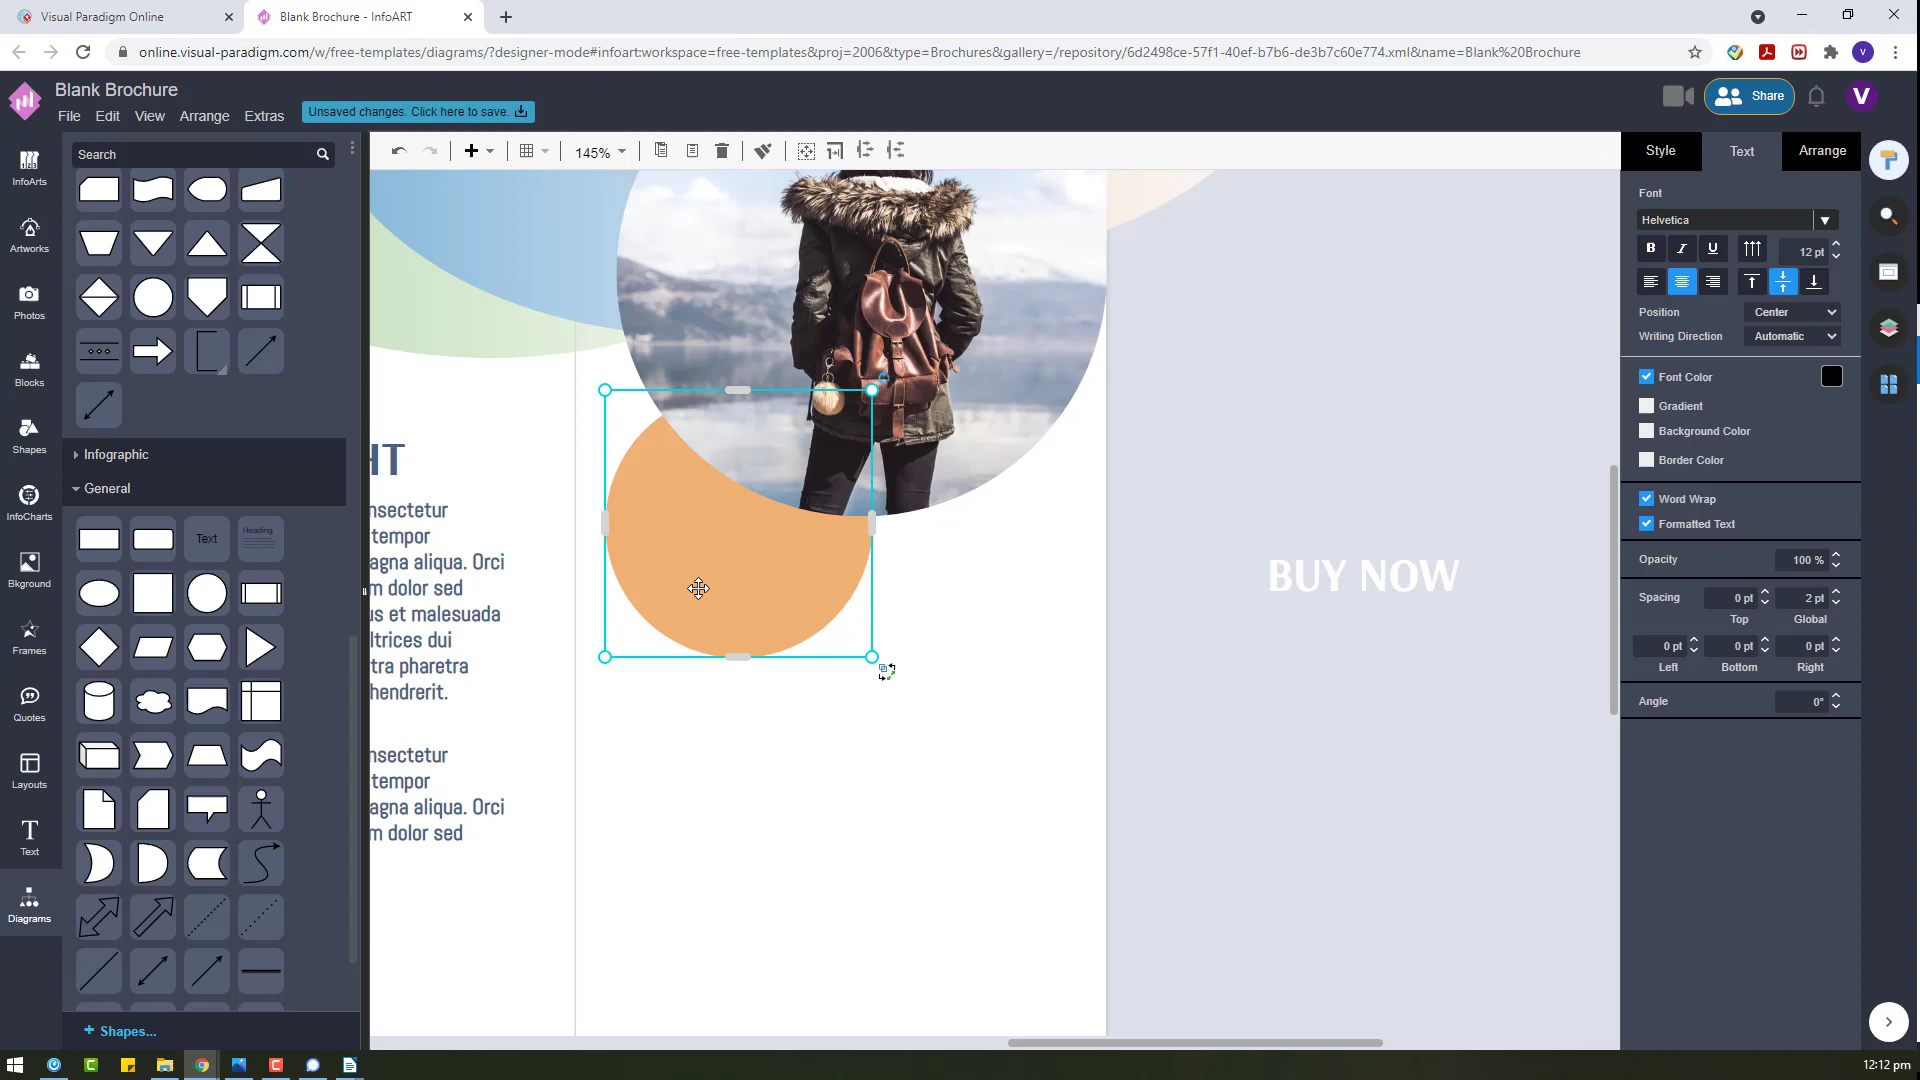 Visual Paradigm Online
Blank Brochure - InfoART
online.visual-paradigm.com/w/free-templates/diagrams/?designer-mode#infoart:workspace=free-templates&proj=2006&type=Brochures&gallery=/repository/6d2498ce-57f1-40ef-b7b6-de3b7c60e774.xml&name=Blank%20Brochure
V
Blank Brochure
File Edit View Arrange Extras
Unsaved changes. Click here to save.
Share
V
InfoArts
Artworks
Photos
Blocks
Shapes
InfoCharts
Bkground
Frames
Quotes
Layouts
T
Text
Diagrams
Search
Infographic
General
Text
Heading
+ Shapes...
145%
HT
nsectetur
tempor
agna aliqua. Orci
m dolor sed
us et malesuada
ltrices dui
tra pharetra
hendrerit.
nsectetur
tempor
agna aliqua. Orci
m dolor sed
BUY NOW
Style Text Arrange
Font
Helvetica
B I U 12 pt
Position Center
Writing Direction Automatic
Font Color
Gradient
Background Color
Border Color
Word Wrap
Formatted Text
Opacity 100 %
Spacing 0 pt 2 pt
Top Global
0 pt 0 pt 0 pt
Left Bottom Right
Angle 0°
12:12 pm